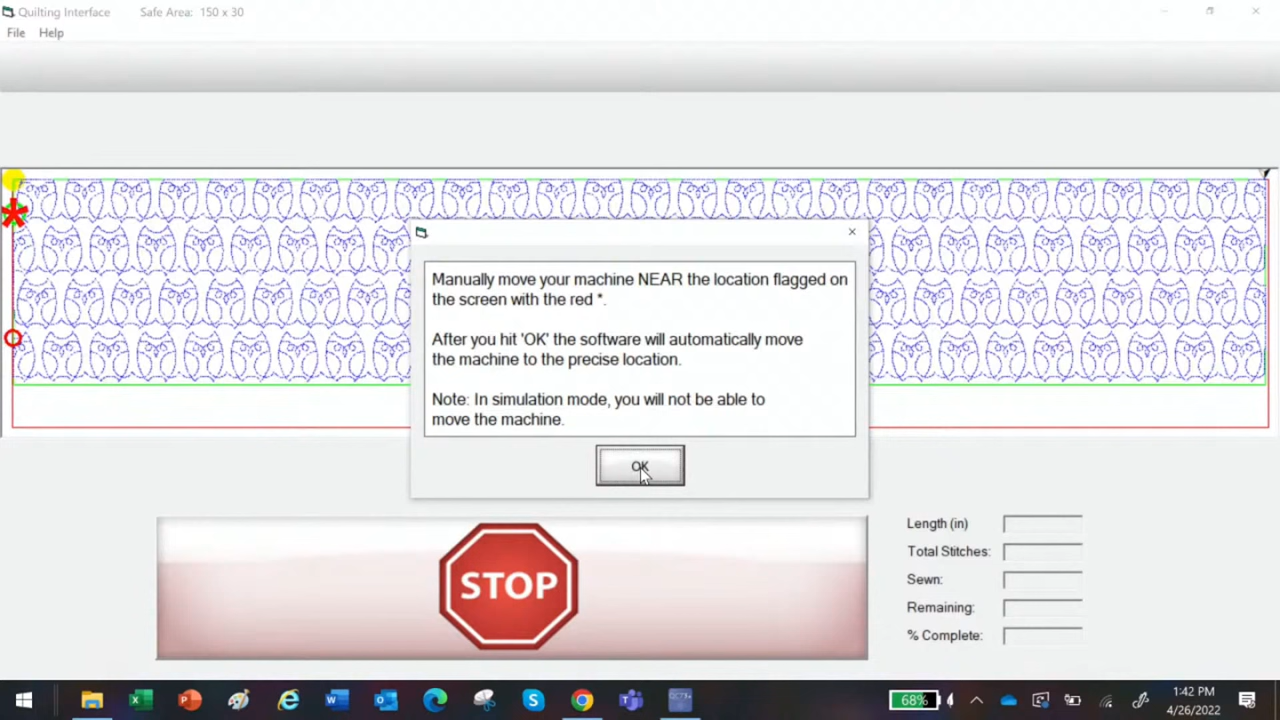 Quilting Interface Safe Area: 150 x 30
File Help
Manually move your machine NEAR the location flagged on
the screen with the red *.
After you hit 'OK' the software will automatically move
the machine to the precise location.
Note: In simulation mode, you will not be able to
move the machine.
OK
STOP
Length (in)
Total Stitches:
Sewn:
Remaining:
% Complete:
68%
1:42 PM
4/26/2022